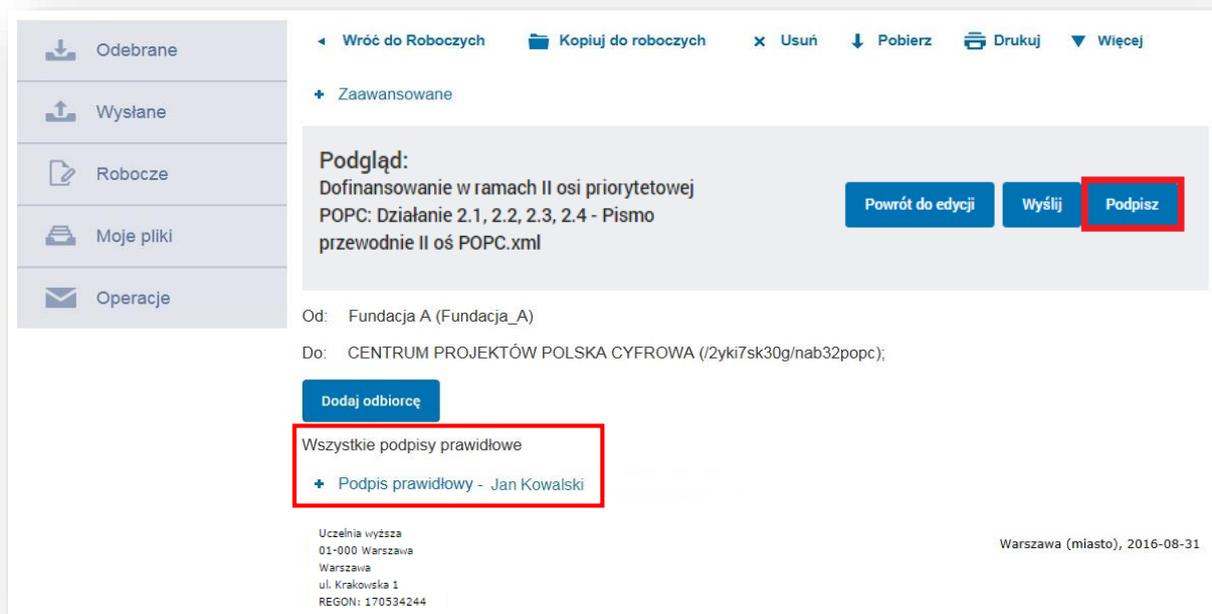 Odebrane
Wysłane
Robocze
Moje pliki
Operacje
Wróć do Roboczych Kopiuj do roboczych Usuń Pobierz Drukuj Więcej
Zaawansowane
Podgląd:
Dofinansowanie w ramach II osi priorytetowej
POPC: Działanie 2.1, 2.2, 2.3, 2.4 - Pismo
przewodnie II oś POPC.xml
Powrót do edycji Wyślij Podpisz
Od: Fundacja A (Fundacja_A)
Do: CENTRUM PROJEKTÓW POLSKA CYFROWA (/2yki7sk30g/nab32popc);
Dodaj odbiorcę
Wszystkie podpisy prawidłowe
Podpis prawidłowy - Jan Kowalski
Uczelnia wyższa
01-000 Warszawa
Warszawa
ul. Krakowska 1
REGON: 170534244
Warszawa (miasto), 2016-08-31